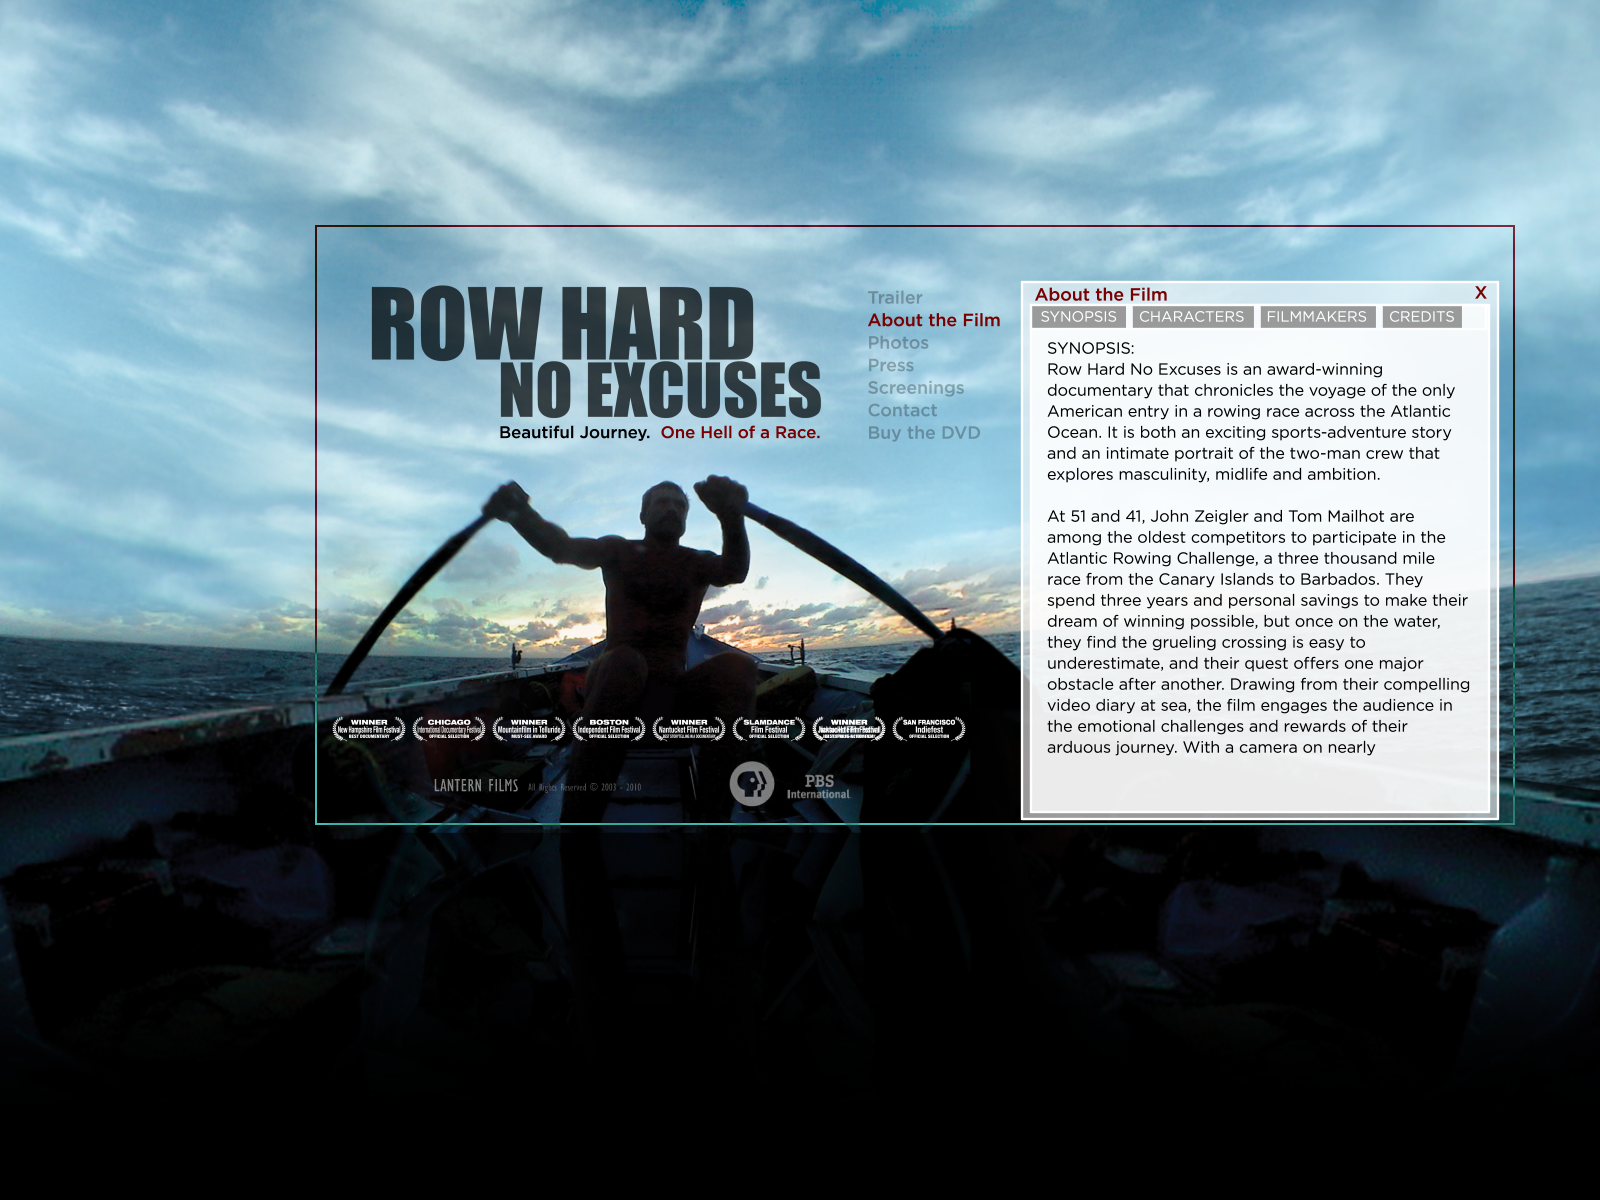 ROW HARD
NO EXCUSES
Beautiful Journey. One Hell of a Race.
Trailer
About the Film
Photos
Press
Screenings
Contact
Buy the DVD
About the Film
X
SYNOPSIS CHARACTERS FILMMAKERS CREDITS
SYNOPSIS:
Row Hard No Excuses is an award-winning
documentary that chronicles the voyage of the only
American entry in a rowing race across the Atlantic
Ocean. It is both an exciting sports-adventure story
and an intimate portrait of the two-man crew that
explores masculinity, midlife and ambition.
At 51 and 41, John Zeigler and Tom Mailhot are
among the oldest competitors to participate in the
Atlantic Rowing Challenge, a three thousand mile
race from the Canary Islands to Barbados. They
spend three years and personal savings to make their
dream of winning possible, but once on the water,
they find the grueling crossing is easy to
underestimate, and their quest offers one major
obstacle after another. Drawing from their compelling
video diary at sea, the film engages the audience in
the emotional challenges and rewards of their
arduous journey. With a camera on nearly
WINNER
New Hampshire Film Festival
BEST DOCUMENTARY
CHICAGO
International Documentary Festival
OFFICIAL SELECTION
WINNER
Mountainfilm in Telluride
MUST-SEE AWARD
BOSTON
Independent Film Festival
OFFICIAL SELECTION
WINNER
Nantucket Film Festival
SLAMDANCE
Film Festival
OFFICIAL SELECTION
WINNER
SAN FRANCISCO
Indiefest
OFFICIAL SELECTION
LANTERN FILMS All Rights Reserved © 2003 - 2010
PBS
International